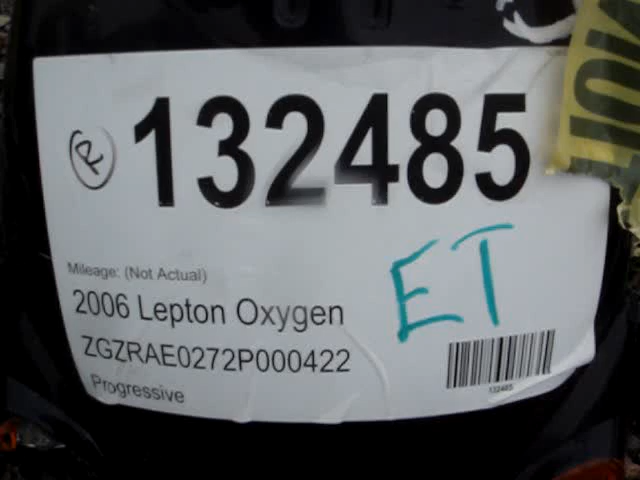 R 132485
ET
Mileage: (Not Actual)
2006 Lepton Oxygen
ZGZRAE0272P000422
Progressive
132485